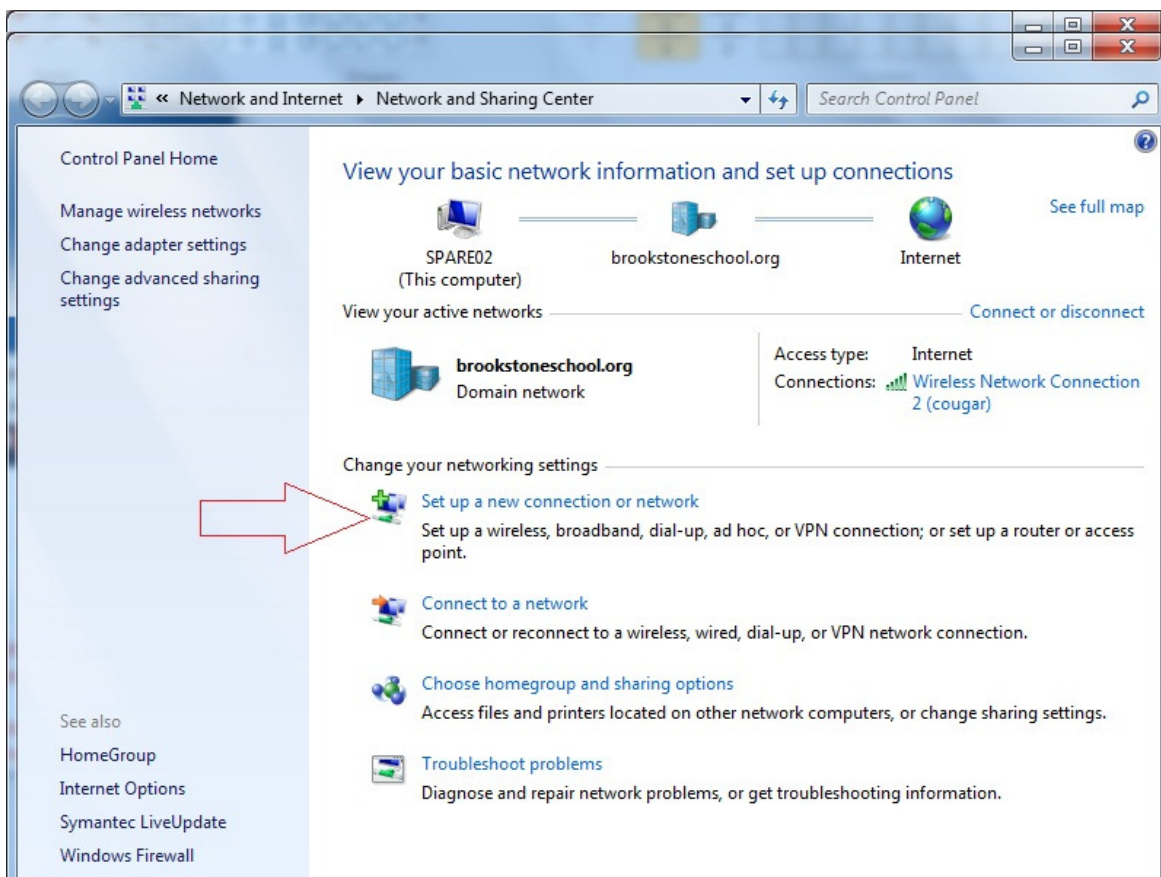 « Network and Internet ▸ Network and Sharing Center
Search Control Panel
Control Panel Home
Manage wireless networks
Change adapter settings
Change advanced sharing
settings
See also
HomeGroup
Internet Options
Symantec LiveUpdate
Windows Firewall
View your basic network information and set up connections
See full map
SPARE02
(This computer)
brookstoneschool.org
Internet
View your active networks
Connect or disconnect
brookstoneschool.org
Domain network
Access type: Internet
Connections: Wireless Network Connection
2 (cougar)
Change your networking settings
Set up a new connection or network
Set up a wireless, broadband, dial-up, ad hoc, or VPN connection; or set up a router or access
point.
Connect to a network
Connect or reconnect to a wireless, wired, dial-up, or VPN network connection.
Choose homegroup and sharing options
Access files and printers located on other network computers, or change sharing settings.
Troubleshoot problems
Diagnose and repair network problems, or get troubleshooting information.